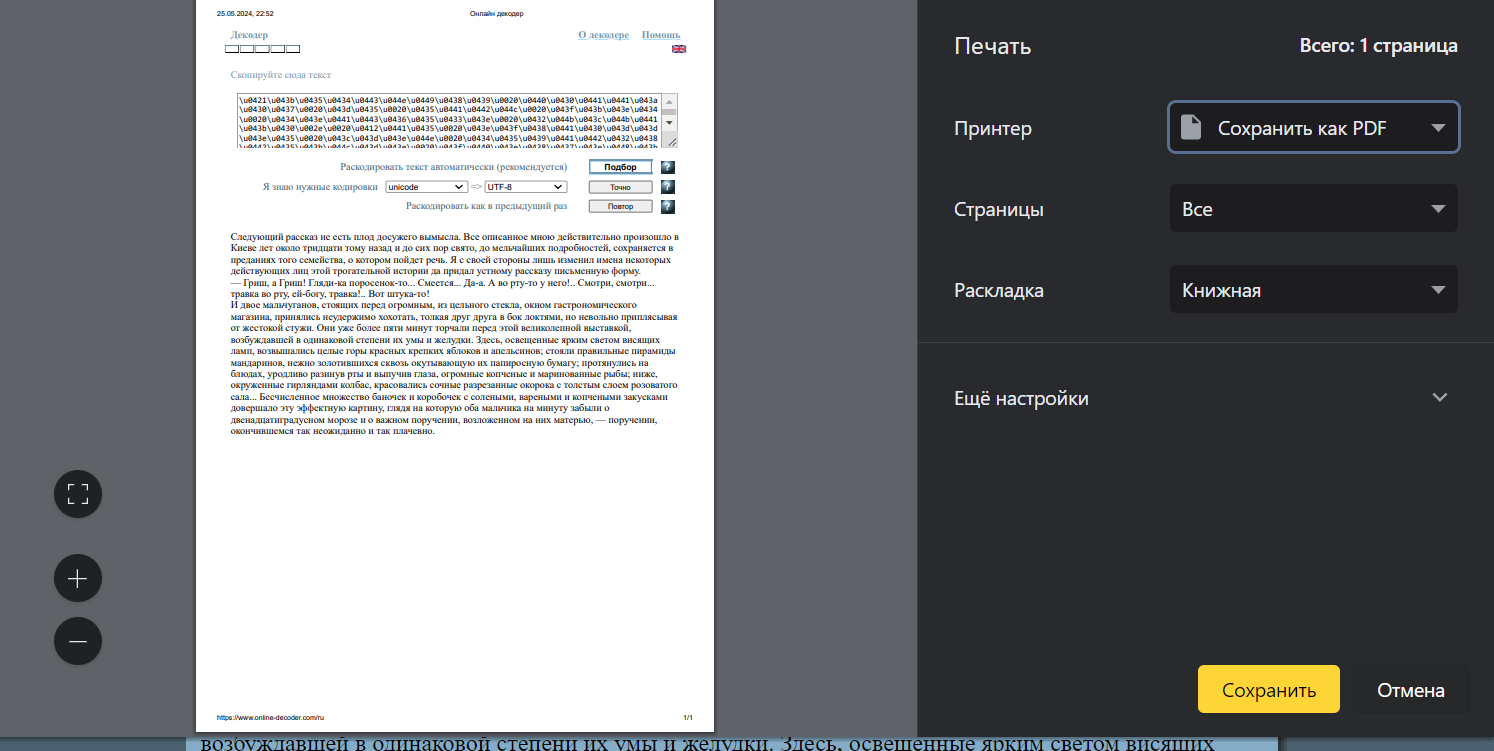 25.05.2024, 22:52
Онлайн декодер
Декодер
О декодере
Помощь
Скопируйте сюда текст
\u0421\u043b\u0435\u0434\u0443\u044e\u0449\u0438\u0439\u0020\u0440\u0430\u0441\u0441\u043a\u
\u0430\u0437\u0020\u043d\u0435\u0020\u0435\u0441\u0442\u044c\u0020\u043f\u043b\u043e\u0434
\u0020\u0434\u043e\u0441\u0443\u0436\u0435\u0433\u043e\u0020\u0432\u044b\u043c\u044b\u0441
\u043b\u0430\u002e\u0020\u0412\u0441\u0435\u0020\u043e\u043f\u0438\u0441\u0430\u043d\u043d
\u043e\u0435\u0020\u043c\u043d\u043e\u044e\u0020\u0434\u0435\u0439\u0441\u0442\u0432\u0438
Раскодировать текст автоматически (рекомендуется)
Подбор
?
Я знаю нужные кодировки
unicode
=>
UTF-8
Точно
?
Раскодировать как в предыдущий раз
Повтор
?
Следующий рассказ не есть плод досужего вымысла. Все описанное мною действительно произошло в
Киеве лет около тридцати тому назад и до сих пор свято, до мельчайших подробностей, сохраняется в
преданиях того семейства, о котором пойдет речь. Я с своей стороны лишь изменил имена некоторых
действующих лиц этой трогательной истории да придал устному рассказу письменную форму.
— Гриш, а Гриш! Гляди-ка поросенок-то... Смеется... Да-а. А во рту-то у него!.. Смотри, смотри...
травка во рту, ей-богу, травка!.. Вот штука-то!
И двое мальчуганов, стоящих перед огромным, из цельного стекла, окном гастрономического
магазина, принялись неудержимо хохотать, толкая друг друга в бок локтями, но невольно приплясывая
от жестокой стужи. Они уже более пяти минут торчали перед этой великолепной выставкой,
возбуждавшей в одинаковой степени их умы и желудки. Здесь, освещенные ярким светом висящих
ламп, возвышались целые горы красных крепких яблоков и апельсинов; стояли правильные пирамиды
мандаринов, нежно золотившихся сквозь окутывающую их папиросную бумагу; протянулись на
блюдах, уродливо разинув рты и выпучив глаза, огромные копченые и маринованные рыбы; ниже,
окруженные гирляндами колбас, красовались сочные разрезанные окорока с толстым слоем розоватого
сала... Бесчисленное множество баночек и коробочек с солеными, вареными и копчеными закусками
довершало эту эффектную картину, глядя на которую оба мальчика на минуту забыли о
двенадцатиградусном морозе и о важном поручении, возложенном на них матерью, — поручении,
окончившемся так неожиданно и так плачевно.
https://www.online-decoder.com/ru
1/1
Печать
Всего: 1 страница
Принтер
Сохранить как PDF
Страницы
Все
Раскладка
Книжная
Ещё настройки
Сохранить
Отмена
возбуждавшей в одинаковой степени их умы и желудки. Здесь, освещенные ярким светом висящих